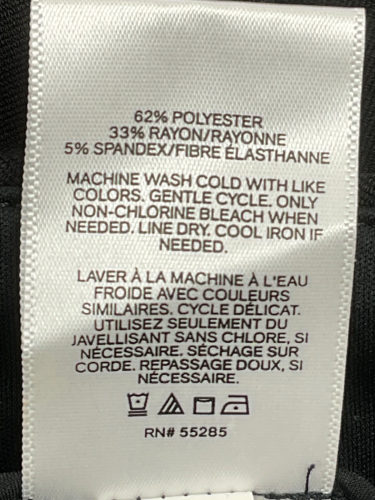 62% POLYESTER
33% RAYON/RAYONNE
5% SPANDEX/FIBRE ÉLASTHANNE
MACHINE WASH COLD WITH LIKE
COLORS. GENTLE CYCLE. ONLY
NON-CHLORINE BLEACH WHEN
NEEDED. LINE DRY. COOL IRON IF
NEEDED.
LAVER À LA MACHINE À L'EAU
FROIDE AVEC COULEURS
SIMILAIRES. CYCLE DÉLICAT.
UTILISEZ SEULEMENT DU
JAVELLISANT SANS CHLORE, SI
NÉCESSAIRE. SÉCHAGE SUR
CORDE. REPASSAGE DOUX, SI
NÉCESSAIRE.
RN# 55285